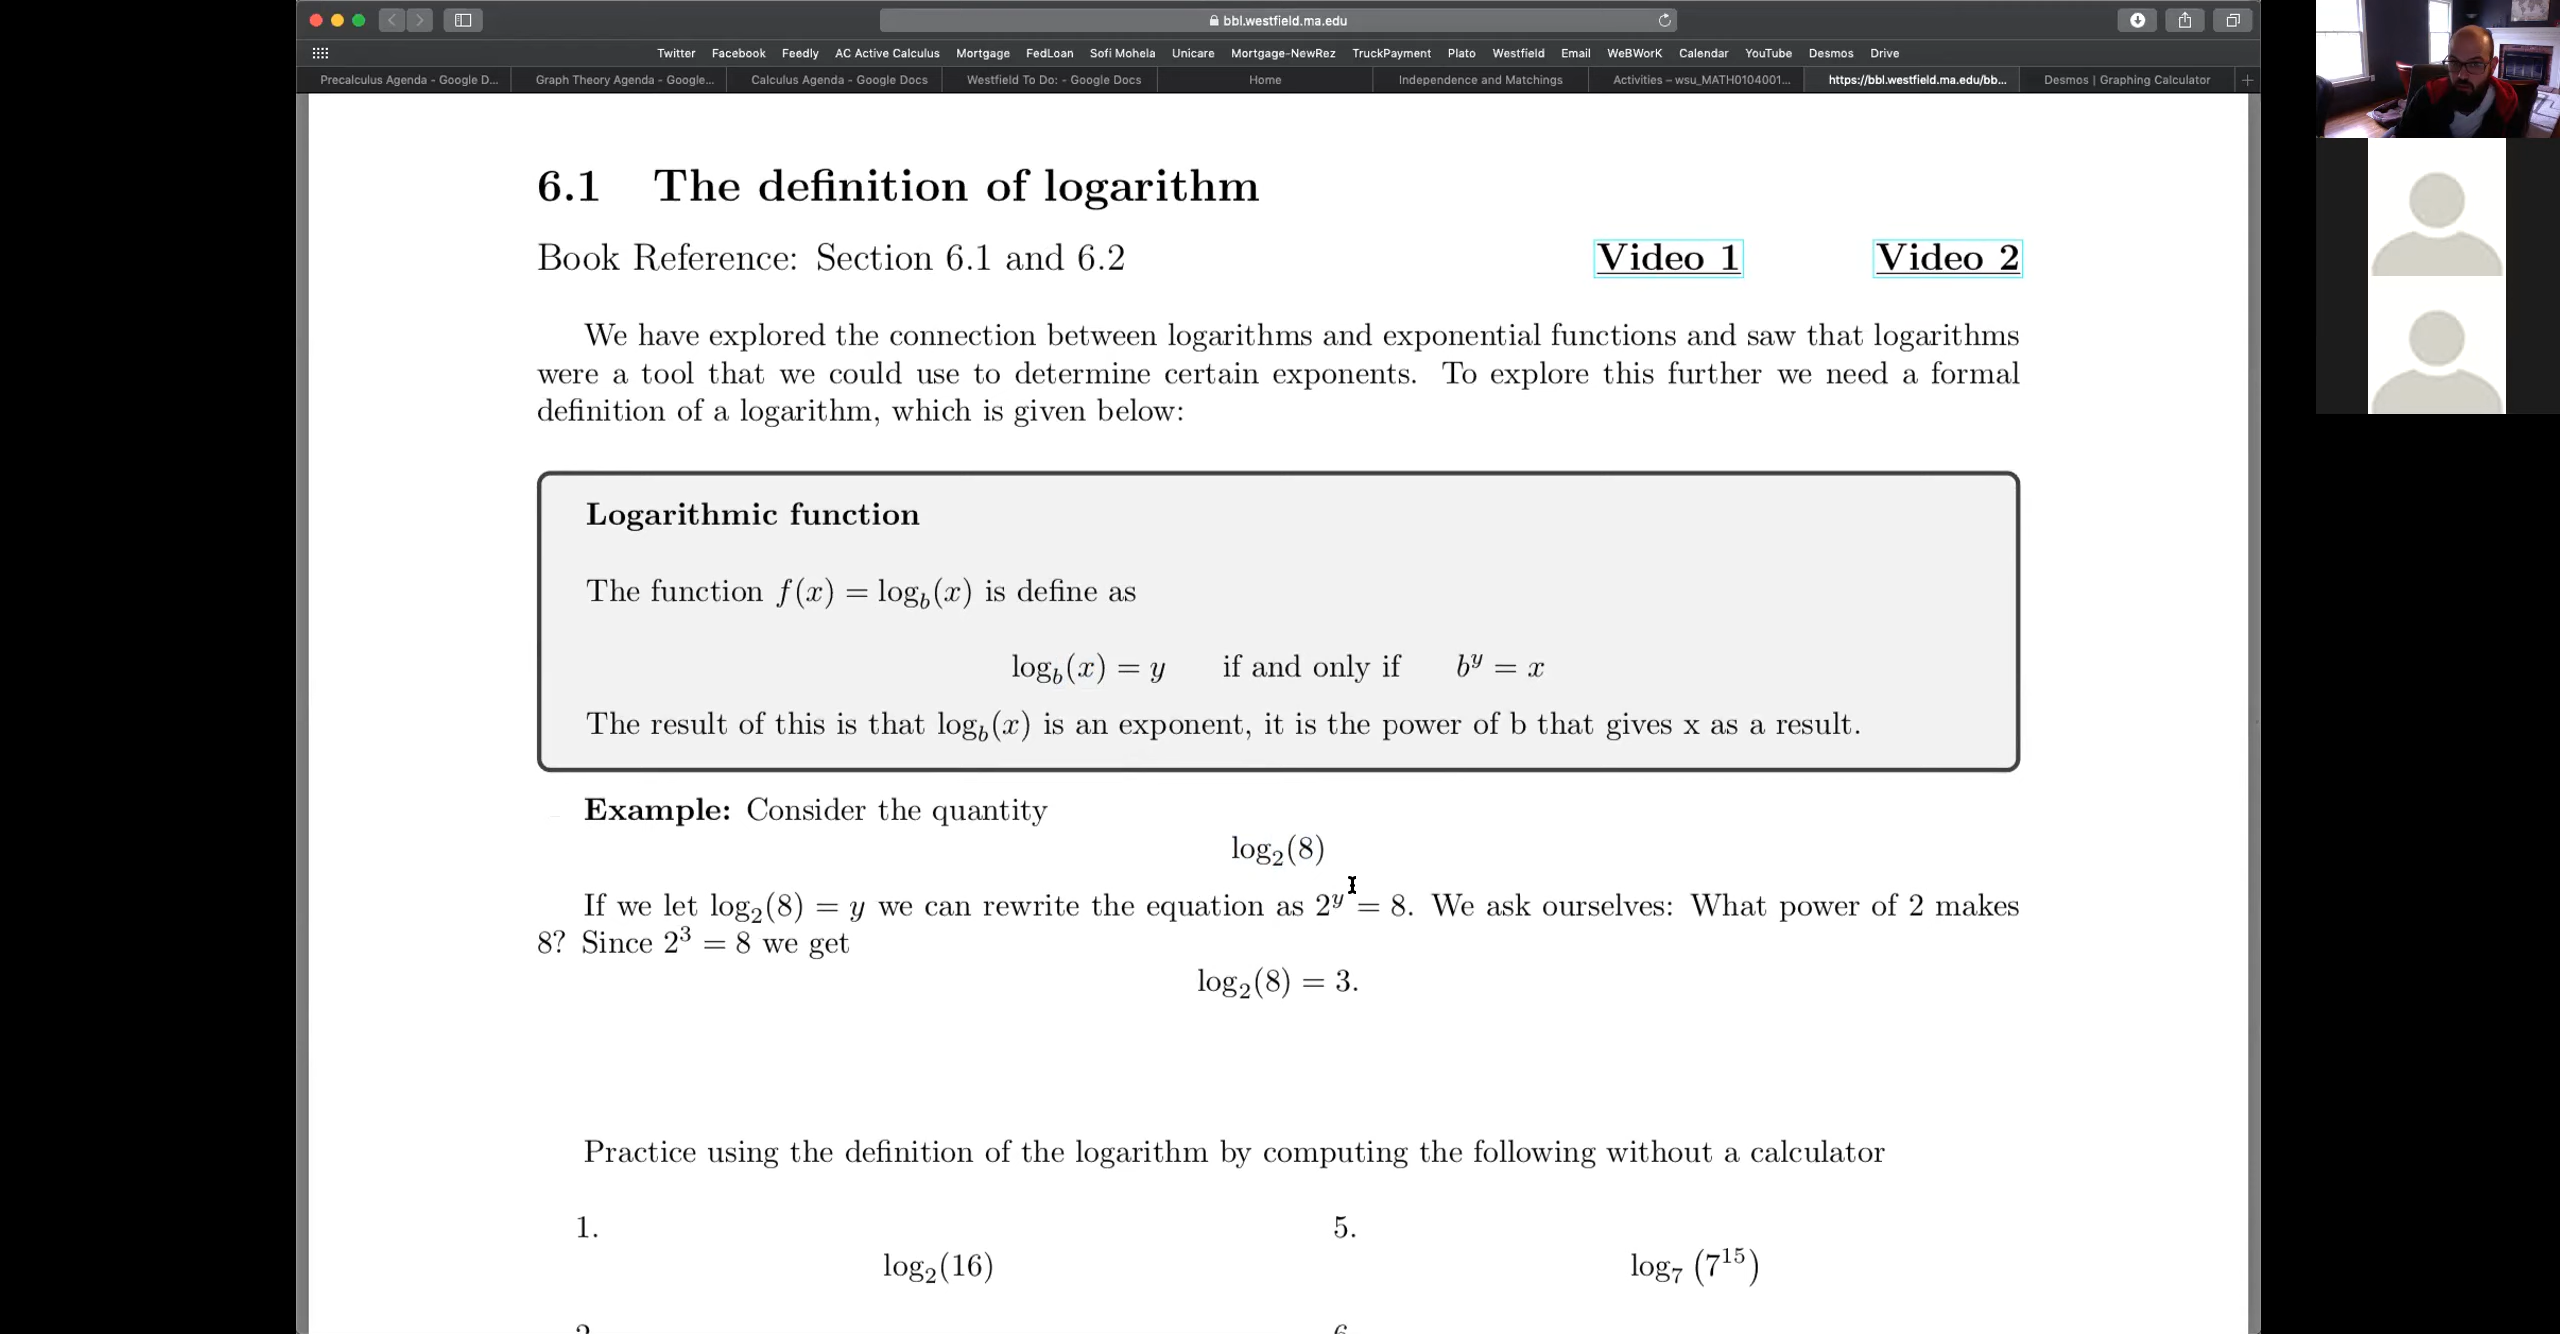 bbl.westfield.ma.edu
Twitter Facebook Feedly AC Active Calculus Mortgage FedLoan Sofi Mohela Unicare Mortgage-NewRez TruckPayment Plato Westfield Email WeBWorK Calendar YouTube Desmos Drive
Precalculus Agenda - Google D... Graph Theory Agenda - Google... Calculus Agenda - Google Docs Westfield To Do: - Google Docs Home Independence and Matchings Activities – wsu_MATH0104001... https://bbl.westfield.ma.edu/bb... Desmos | Graphing Calculator
6.1 The definition of logarithm
Book Reference: Section 6.1 and 6.2 Video 1 Video 2
We have explored the connection between logarithms and exponential functions and saw that logarithms
were a tool that we could use to determine certain exponents. To explore this further we need a formal
definition of a logarithm, which is given below:
Logarithmic function
The function f(x) = log_b(x) is define as
log_b(x) = y if and only if b^y = x
The result of this is that log_b(x) is an exponent, it is the power of b that gives x as a result.
Example: Consider the quantity
log_2(8)
If we let log_2(8) = y we can rewrite the equation as 2^y = 8. We ask ourselves: What power of 2 makes
8? Since 2^3 = 8 we get
log_2(8) = 3.
Practice using the definition of the logarithm by computing the following without a calculator
1. 5.
log_2(16) log_7 (7^15)